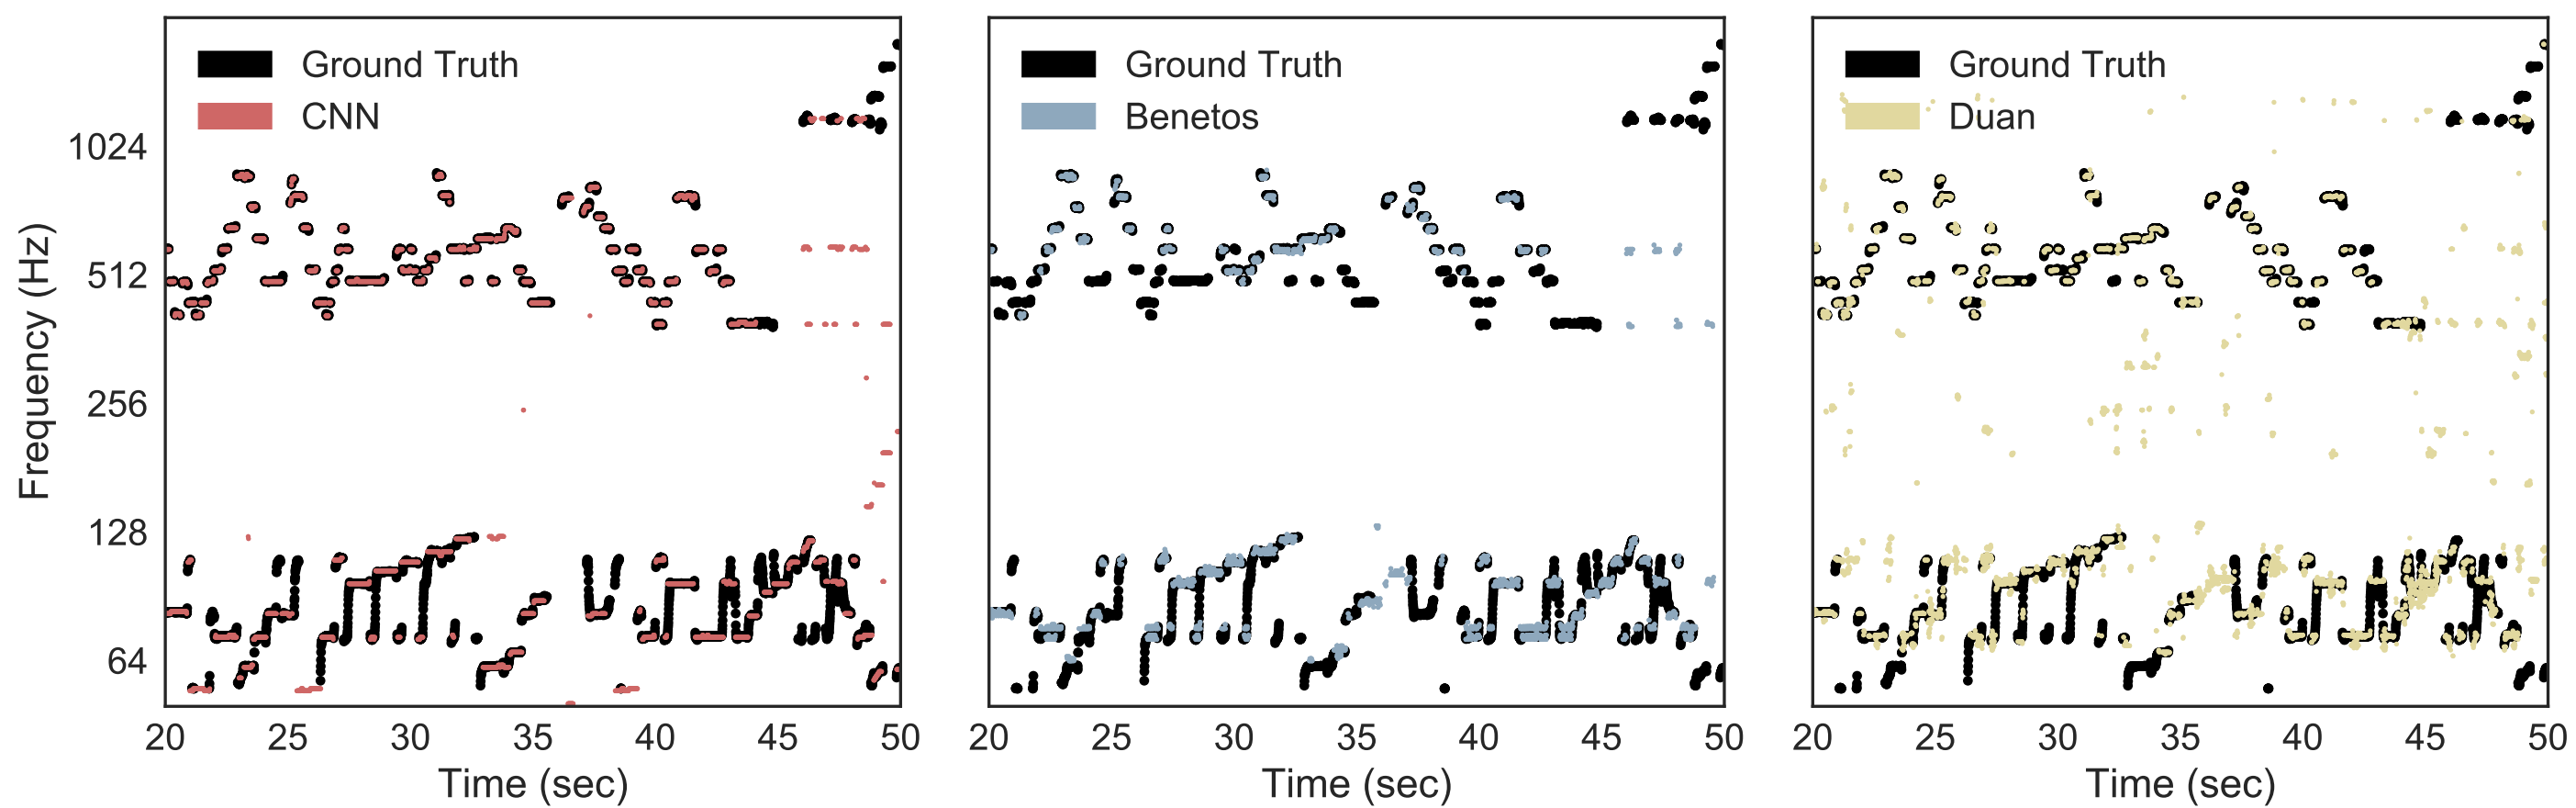 Ground Truth
CNN
Ground Truth
Benetos
Ground Truth
Duan
Frequency (Hz)
1024
512
256
128
64
20 25 30 35 40 45 50
20 25 30 35 40 45 50
20 25 30 35 40 45 50
Time (sec)
Time (sec)
Time (sec)